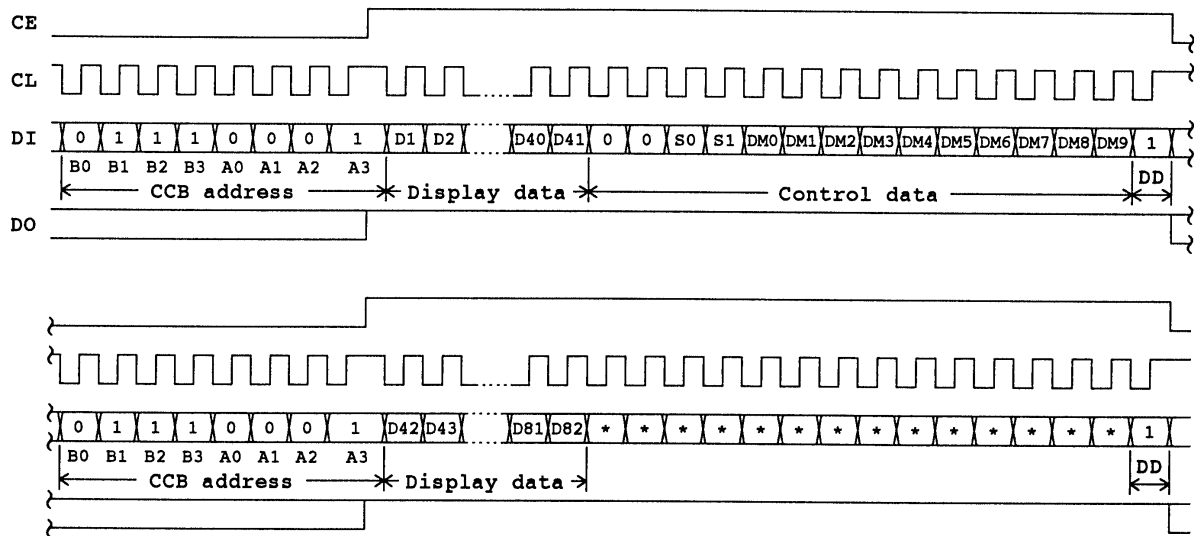 CE
CL
DI 0 1 1 1 0 0 0 1 D1 D2 D40 D41 0 0 S0 S1 DM0 DM1 DM2 DM3 DM4 DM5 DM6 DM7 DM8 DM9 1
B0 B1 B2 B3 A0 A1 A2 A3 DD
CCB address Display data Control data
DO
0 1 1 1 0 0 0 1 D42 D43 D81 D82 * * * * * * * * * * * * * * 1
B0 B1 B2 B3 A0 A1 A2 A3 DD
CCB address Display data